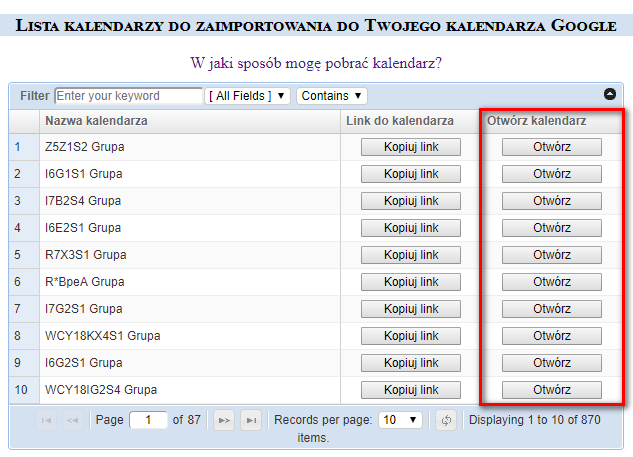 Lista kalendarzy do zaimportowania do Twojego kalendarza Google
W jaki sposób mogę pobrać kalendarz?
Filter Enter your keyword [ All Fields ] Contains
Nazwa kalendarza Link do kalendarza Otwórz kalendarz
1 Z5Z1S2 Grupa Kopiuj link Otwórz
2 I6G1S1 Grupa Kopiuj link Otwórz
3 I7B2S4 Grupa Kopiuj link Otwórz
4 I6E2S1 Grupa Kopiuj link Otwórz
5 R7X3S1 Grupa Kopiuj link Otwórz
6 R*BpeA Grupa Kopiuj link Otwórz
7 I7G2S1 Grupa Kopiuj link Otwórz
8 WCY18KX4S1 Grupa Kopiuj link Otwórz
9 I6G2S1 Grupa Kopiuj link Otwórz
10 WCY18IG2S4 Grupa Kopiuj link Otwórz
Page 1 of 87 Records per page: 10 Displaying 1 to 10 of 870
items.